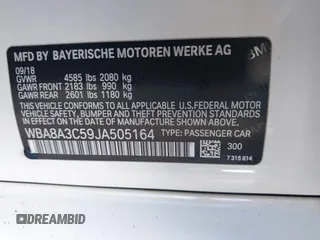 MFD BY BAYERISCHE MOTOREN WERKE AG
09/18
GVWR 4585 lbs 2080 kg
GAWR FRONT 2183 lbs 990 kg
GAWR REAR 2601 lbs 1180 kg
THIS VEHICLE CONFORMS TO ALL APPLICABLE U.S.FEDERAL MOTOR
VEHICLE SAFETY, BUMPER, AND THEFT PREVENTION STANDARDS IN EFFECT
ON THE DATE OF MANUFACTURE SHOWN ABOVE.
WBA8A3C59JA505164 TYPE: PASSENGER CAR
300
7 315 814
DREAMBID